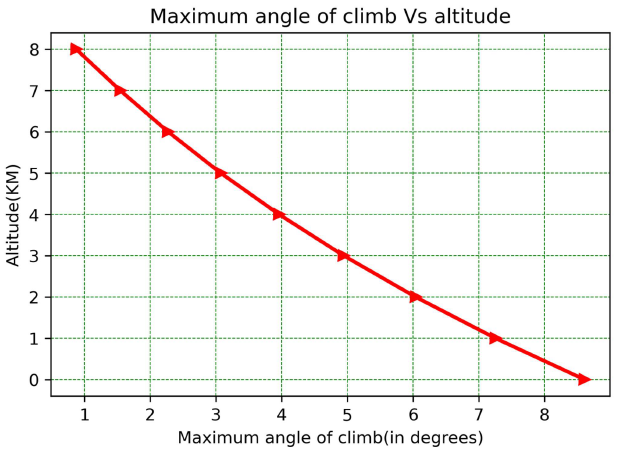 Maximum angle of climb Vs altitude
8
7
6
5
4
3
2
1
0
Altitude(KM)
1 2 3 4 5 6 7 8
Maximum angle of climb(in degrees)